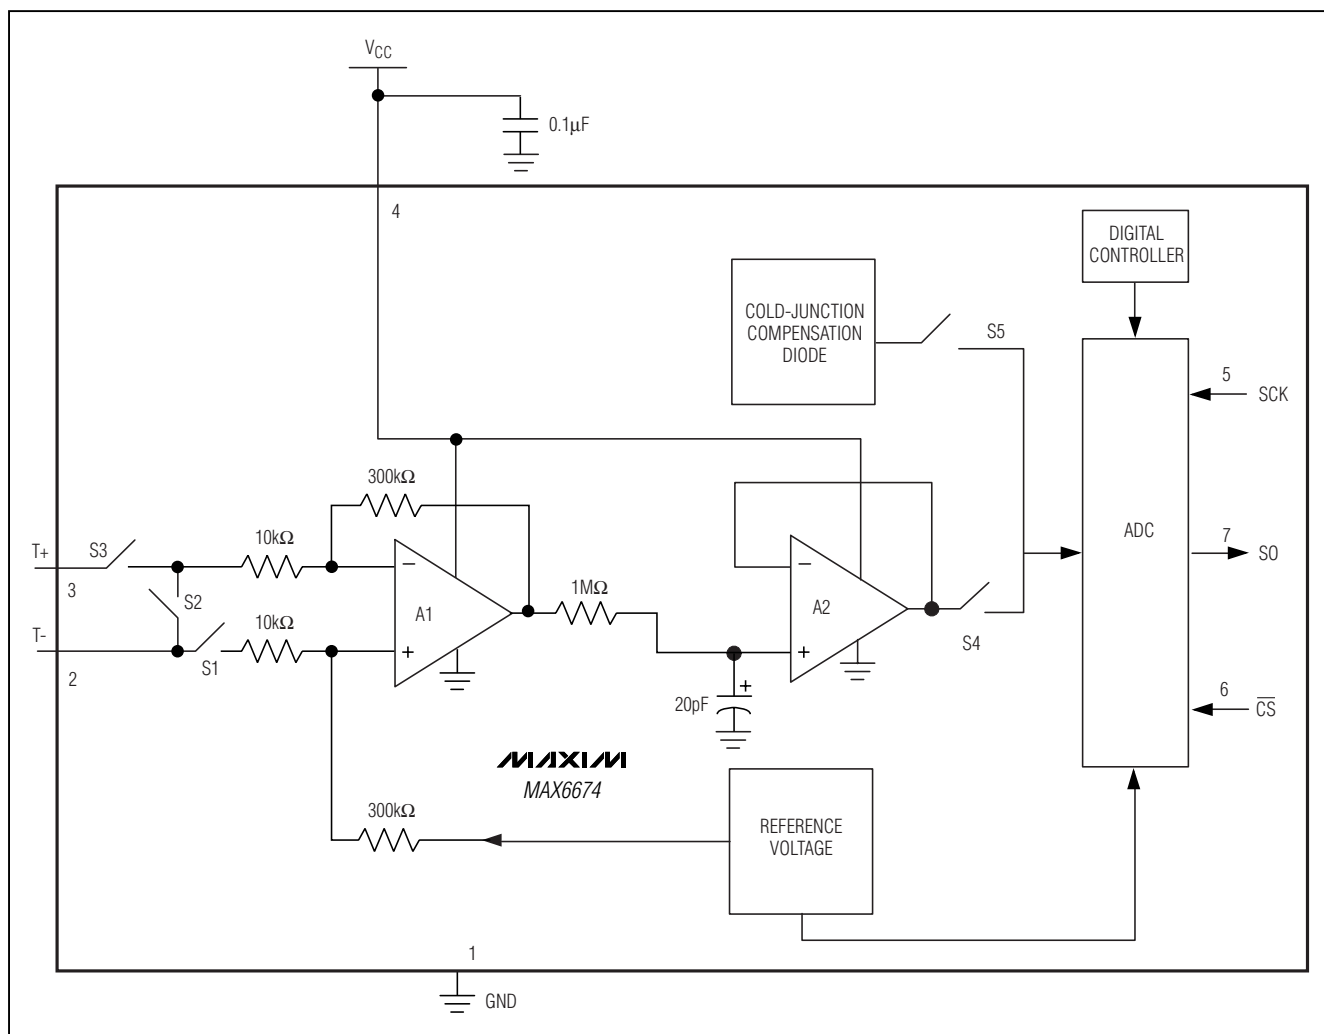 VCC
0.1µF
4
DIGITAL
CONTROLLER
COLD-JUNCTION
COMPENSATION
DIODE
S5
5
SCK
300kΩ
ADC
7
SO
T+
S3
10kΩ
3
S2
−
A1
1MΩ
−
A2
T-
S1
10kΩ
+
2
+
S4
+
20pF
6
CS
MAXIM
MAX6674
300kΩ
REFERENCE
VOLTAGE
1
GND